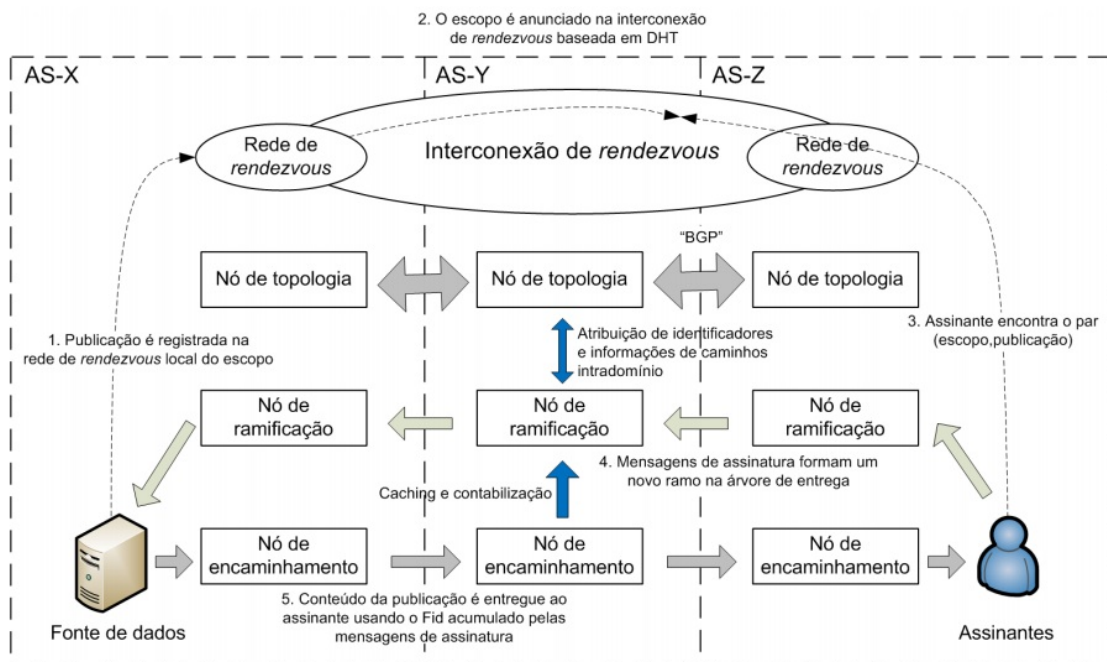 2. O escopo é anunciado na interconexão
de rendezvous baseada em DHT
AS-X
AS-Y
AS-Z
Rede de
rendezvous
Interconexão de rendezvous
Rede de
rendezvous
“BGP”
Nó de topologia
Nó de topologia
Nó de topologia
1. Publicação é registrada na
rede de rendezvous local do escopo
Atribuição de identificadores
e informações de caminhos
intradomínio
3. Assinante encontra o par
(escopo,publicação)
Nó de
ramificação
Nó de
ramificação
Nó de
ramificação
4. Mensagens de assinatura formam um
novo ramo na árvore de entrega
Caching e contabilização
Nó de
encaminhamento
Nó de
encaminhamento
Nó de
encaminhamento
5. Conteúdo da publicação é entregue ao
assinante usando o Fid acumulado pelas
mensagens de assinatura
Fonte de dados
Assinantes